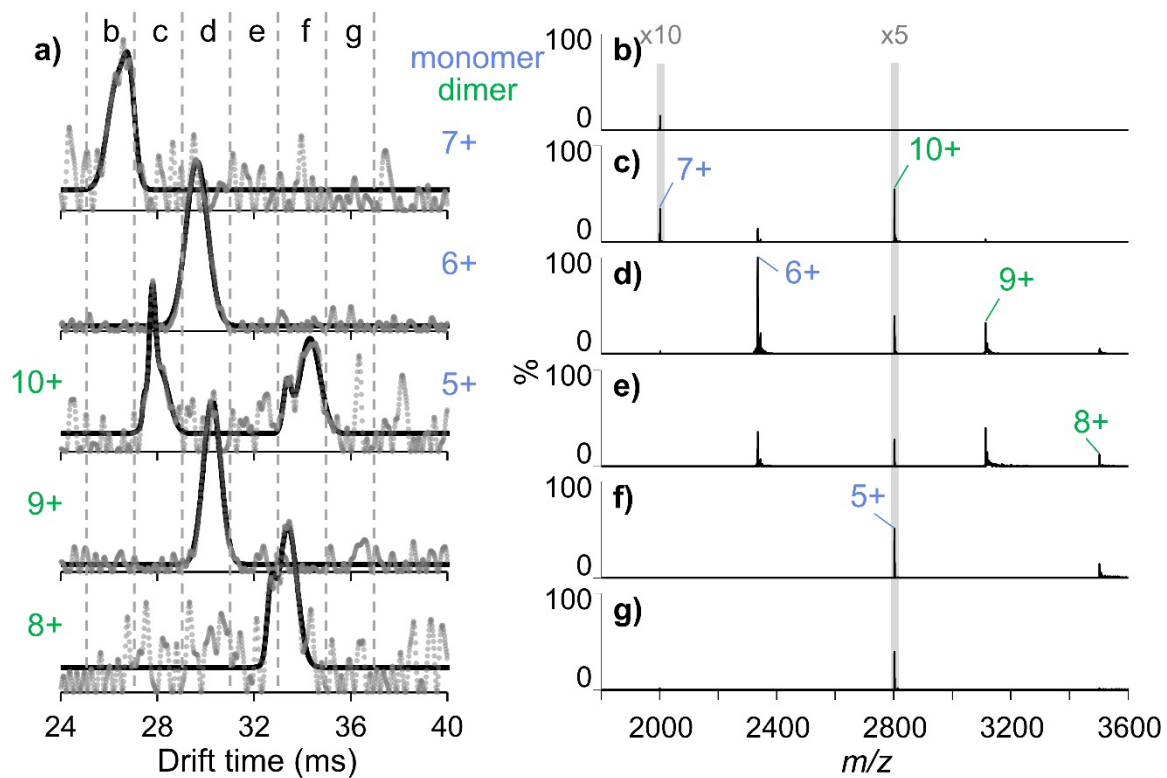 a) b c d e f g
monomer
dimer
7+
6+
10+ 5+
9+
8+
24 28 32 36 40
Drift time (ms)
%
x10 x5
b) 100
0
c) 100
7+ 10+
0
d) 100
6+ 9+
0
e) 100
8+
0
f) 100
5+
0
g) 100
0
2000 2400 2800 3200 3600
m/z